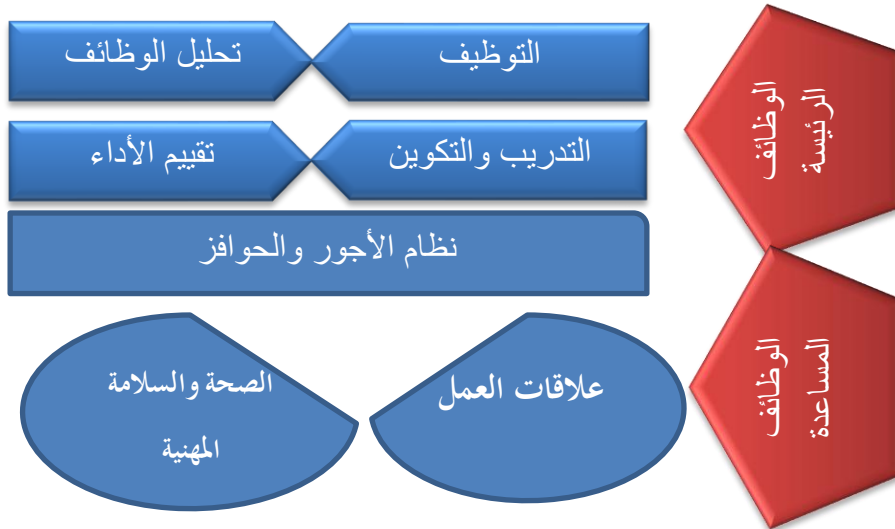 الوظائف
الرئيسة
التوظيف
تحليل الوظائف
التدريب والتكوين
تقييم الأداء
نظام الأجور والحوافز
الوظائف
المساعدة
علاقات العمل
الصحة والسلامة
المهنية